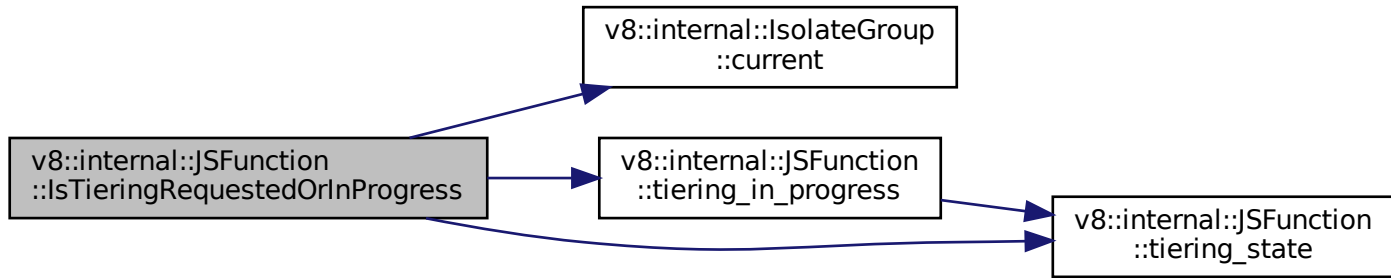 v8::internal::IsolateGroup
::current
v8::internal::JSFunction
::IsTieringRequestedOrInProgress
v8::internal::JSFunction
::tiering_in_progress
v8::internal::JSFunction
::tiering_state